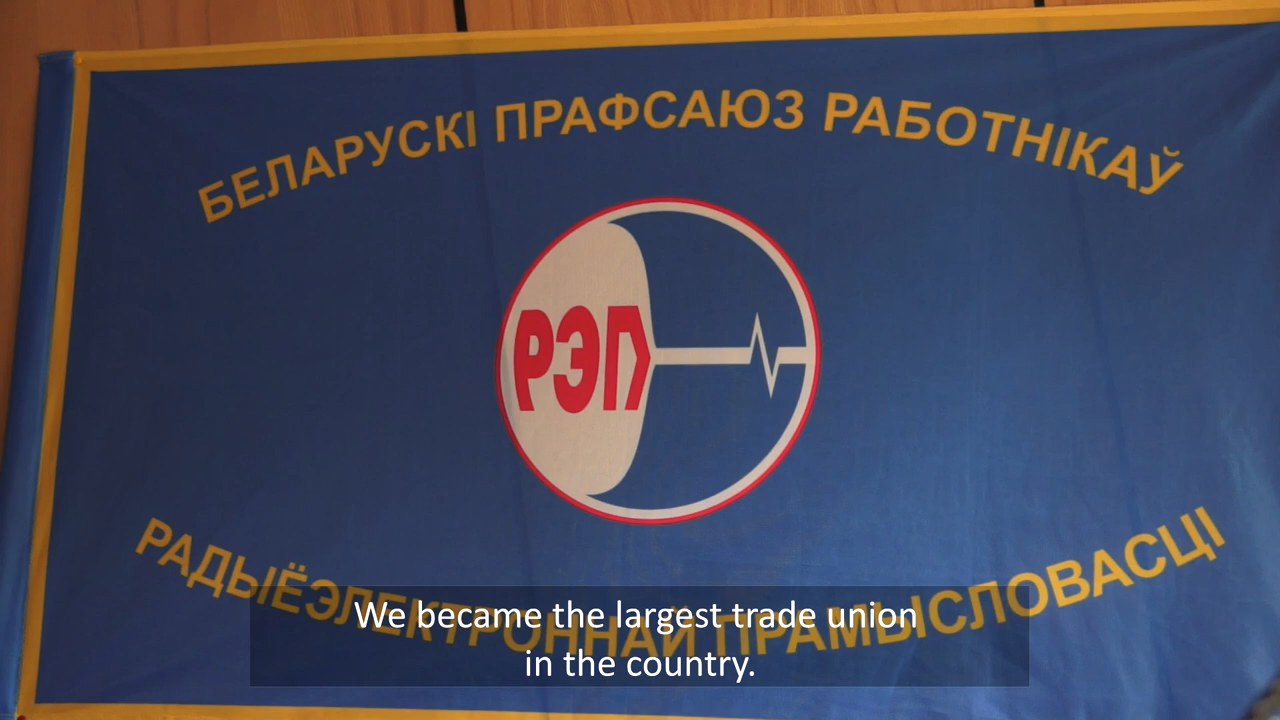 БЕЛАРУСКІ ПРАФСАЮЗ РАБОТНІКАЎ
РЭП
РАДЫЁЭЛЕКТРОННАЙ ПРАМЫСЛОВАСЦІ
We became the largest trade union
in the country.